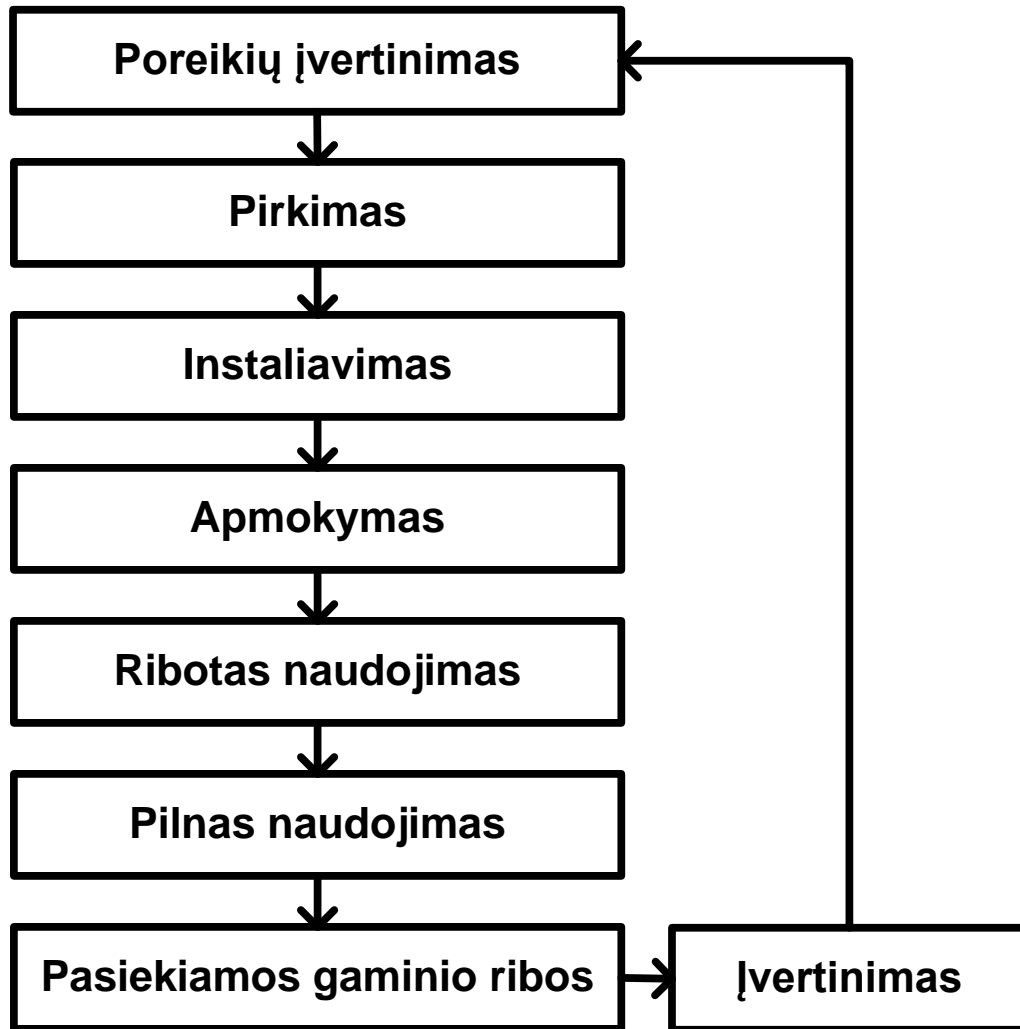 Poreikių įvertinimas
Pirkimas
Instaliavimas
Apmokymas
Ribotas naudojimas
Pilnas naudojimas
Pasiekiamos gaminio ribos
Įvertinimas